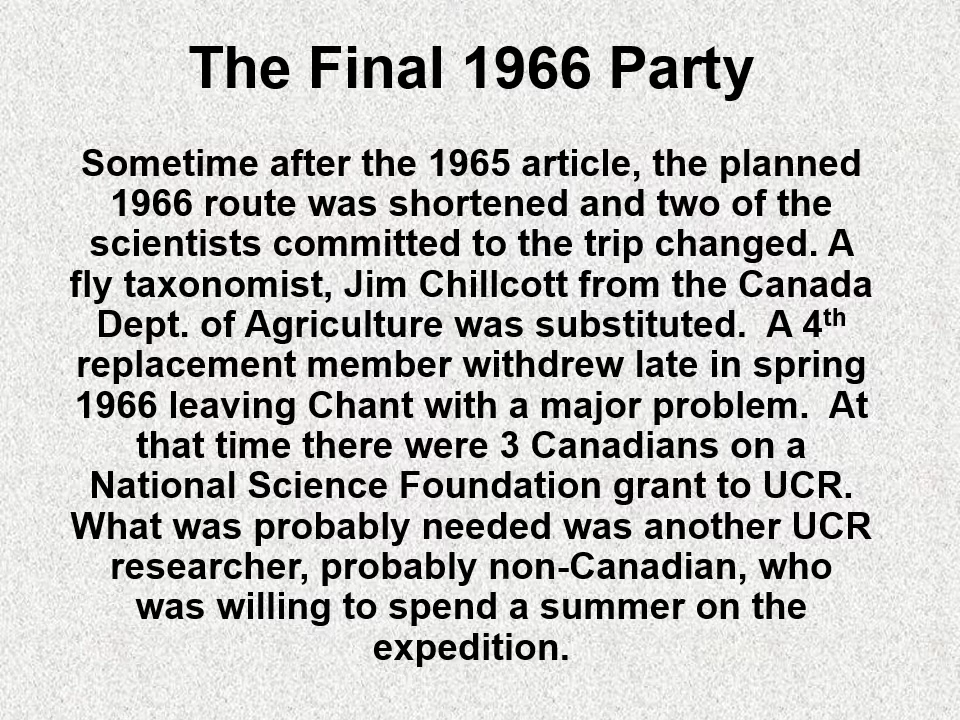 The Final 1966 Party
Sometime after the 1965 article, the planned
1966 route was shortened and two of the
scientists committed to the trip changed. A
fly taxonomist, Jim Chillcott from the Canada
Dept. of Agriculture was substituted.  A 4th
replacement member withdrew late in spring
1966 leaving Chant with a major problem.  At
that time there were 3 Canadians on a
National Science Foundation grant to UCR.
What was probably needed was another UCR
researcher, probably non-Canadian, who
was willing to spend a summer on the
expedition.